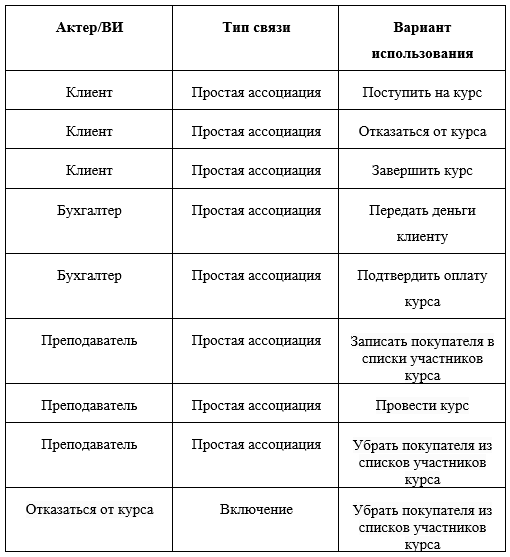 Актер/ВИ Тип связи Вариант
использования
Клиент Простая ассоциация Поступить на курс
Клиент Простая ассоциация Отказаться от курса
Клиент Простая ассоциация Завершить курс
Бухгалтер Простая ассоциация Передать деньги
клиенту
Бухгалтер Простая ассоциация Подтвердить оплату
курса
Преподаватель Простая ассоциация Записать покупателя в
списки участников
курса
Преподаватель Простая ассоциация Провести курс
Преподаватель Простая ассоциация Убрать покупателя из
списков участников
курса
Отказаться от курса Включение Убрать покупателя из
списков участников
курса